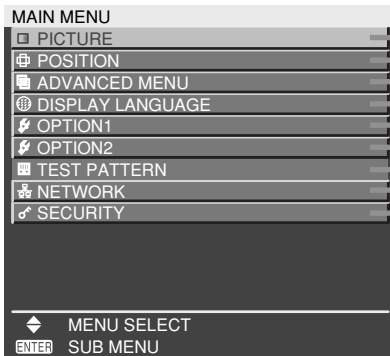 MAIN MENU
PICTURE
POSITION
ADVANCED MENU
DISPLAY LANGUAGE
OPTION1
OPTION2
TEST PATTERN
NETWORK
SECURITY
MENU SELECT
ENTER SUB MENU